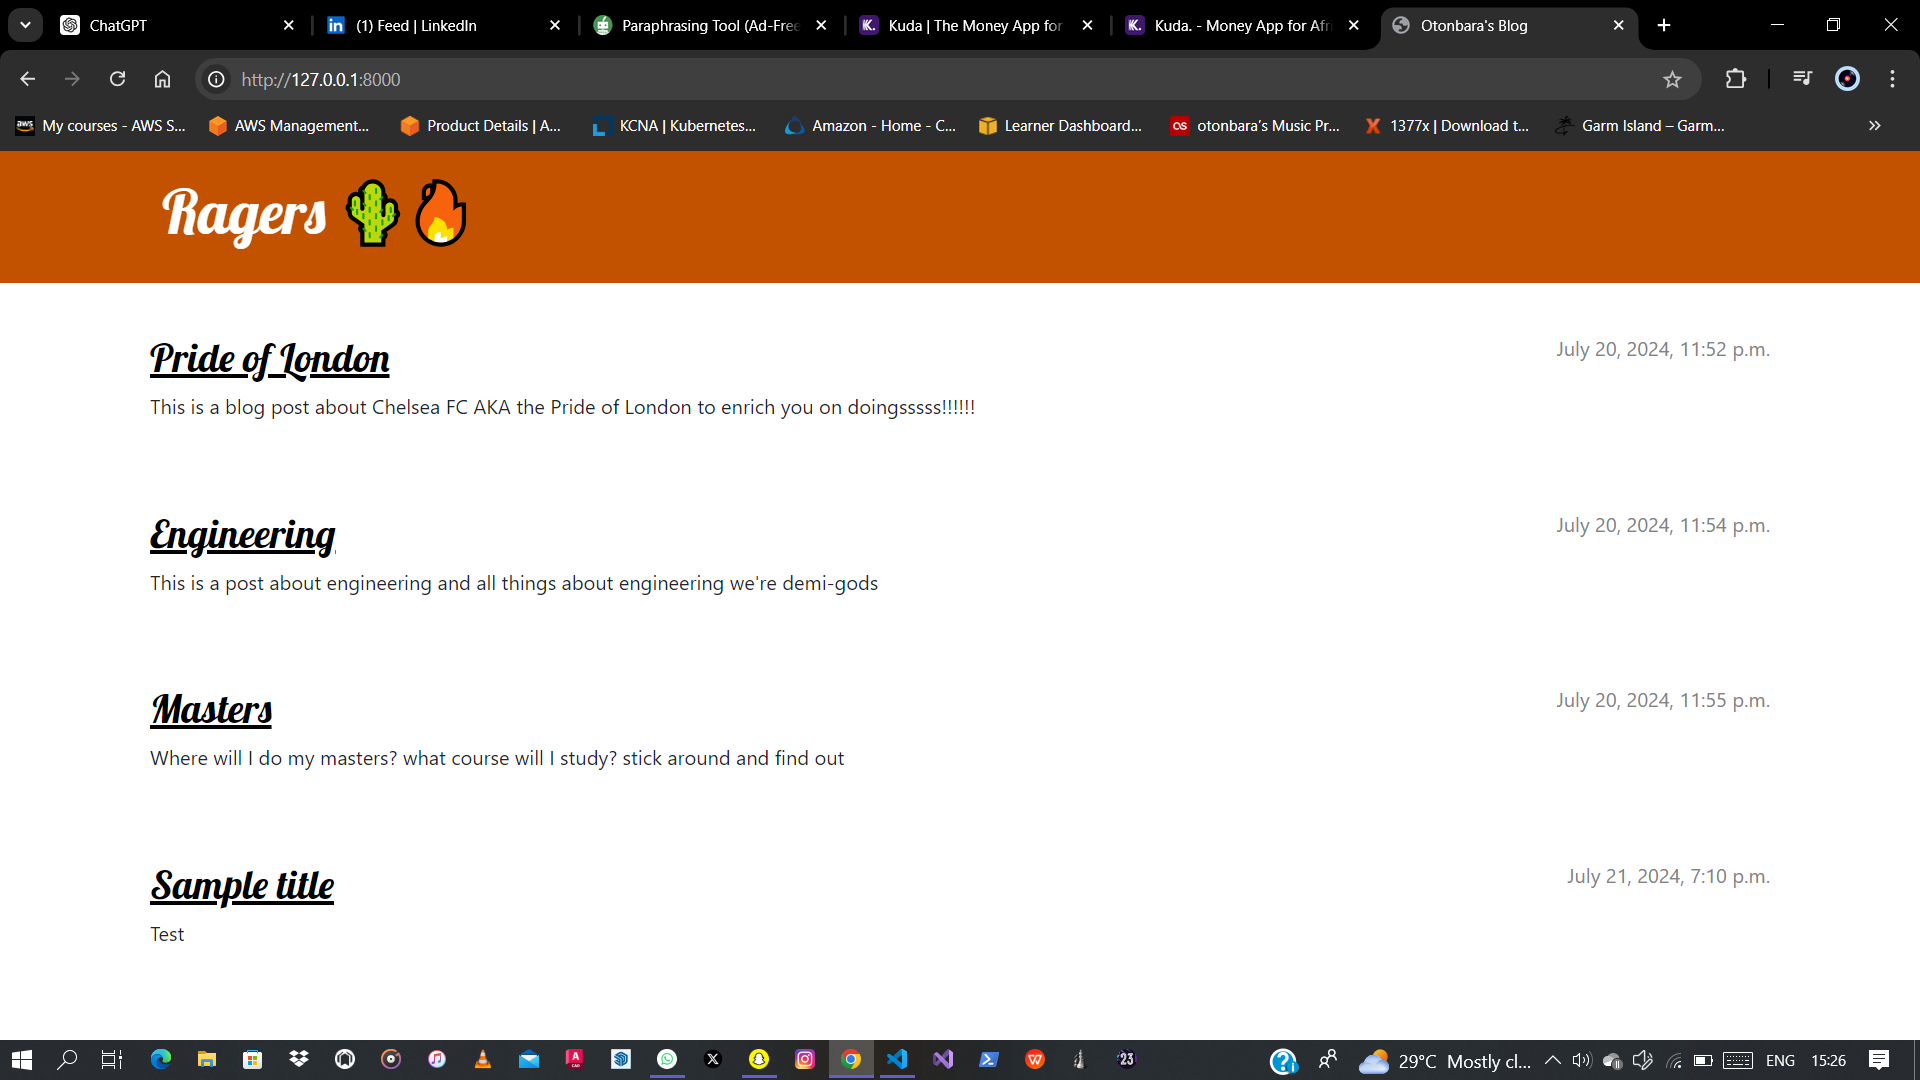 ChatGPT
(1) Feed | LinkedIn
Paraphrasing Tool (Ad-Free
Kuda | The Money App for
Kuda. - Money App for Afri
Otonbara's Blog
http://127.0.0.1:8000
aws My courses - AWS S...
AWS Management...
Product Details | A...
KCNA | Kubernetes...
Amazon - Home - C...
Learner Dashboard...
otonbara's Music Pr...
1377x | Download t...
Garm Island – Garm...
Ragers 🌵🔥
Pride of London
July 20, 2024, 11:52 p.m.
This is a blog post about Chelsea FC AKA the Pride of London to enrich you on doingsssss!!!!!!
Engineering
July 20, 2024, 11:54 p.m.
This is a post about engineering and all things about engineering we're demi-gods
Masters
July 20, 2024, 11:55 p.m.
Where will I do my masters? what course will I study? stick around and find out
Sample title
July 21, 2024, 7:10 p.m.
Test
29°C Mostly cl...
ENG
15:26